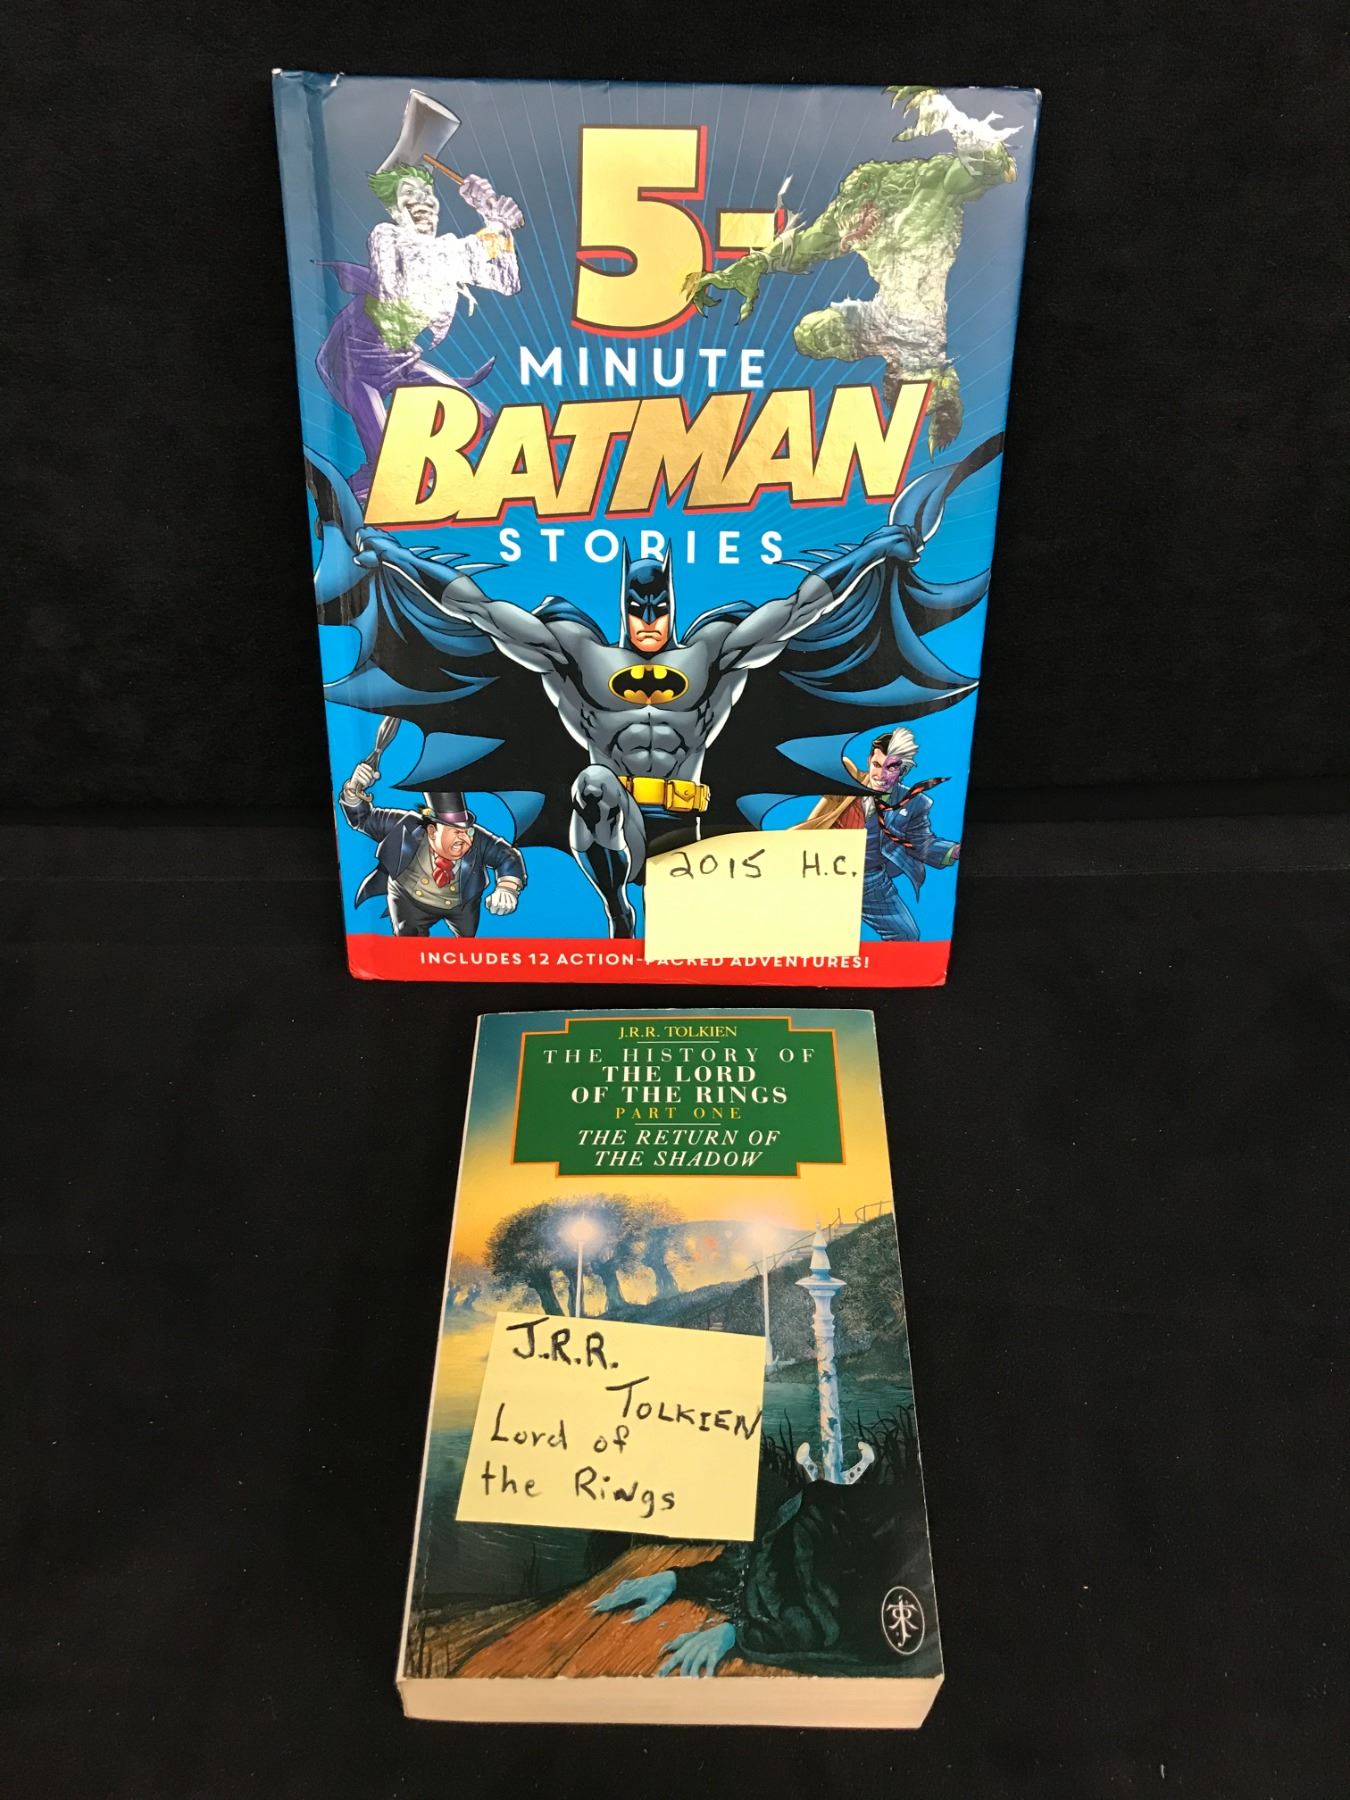 5-
MINUTE
BATMAN
STORIES
2015 H.C.
INCLUDES 12 ACTION-PACKED ADVENTURES!
J.R.R. TOLKIEN
THE HISTORY OF
THE LORD
OF THE RINGS
PART ONE
THE RETURN OF
THE SHADOW
J.R.R.
TOLKIEN
Lord of
the Rings